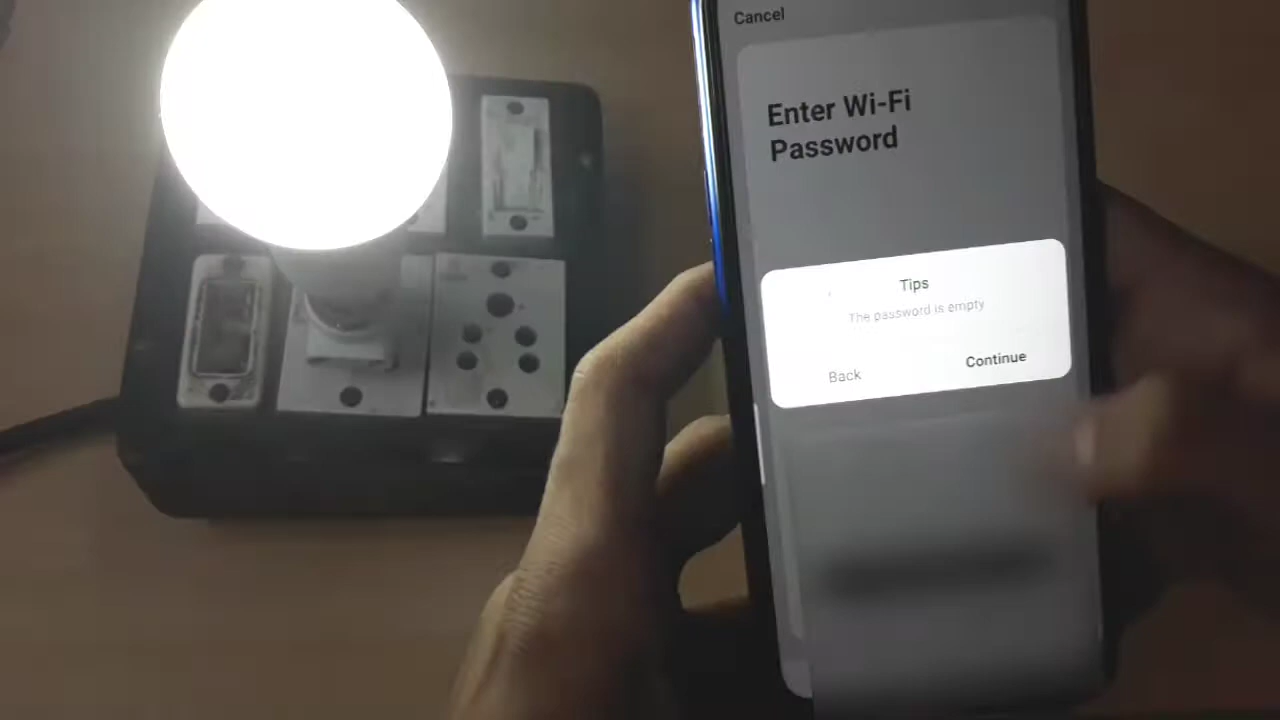 Cancel
Enter Wi-Fi
Password
Tips
The password is empty
Back
Continue